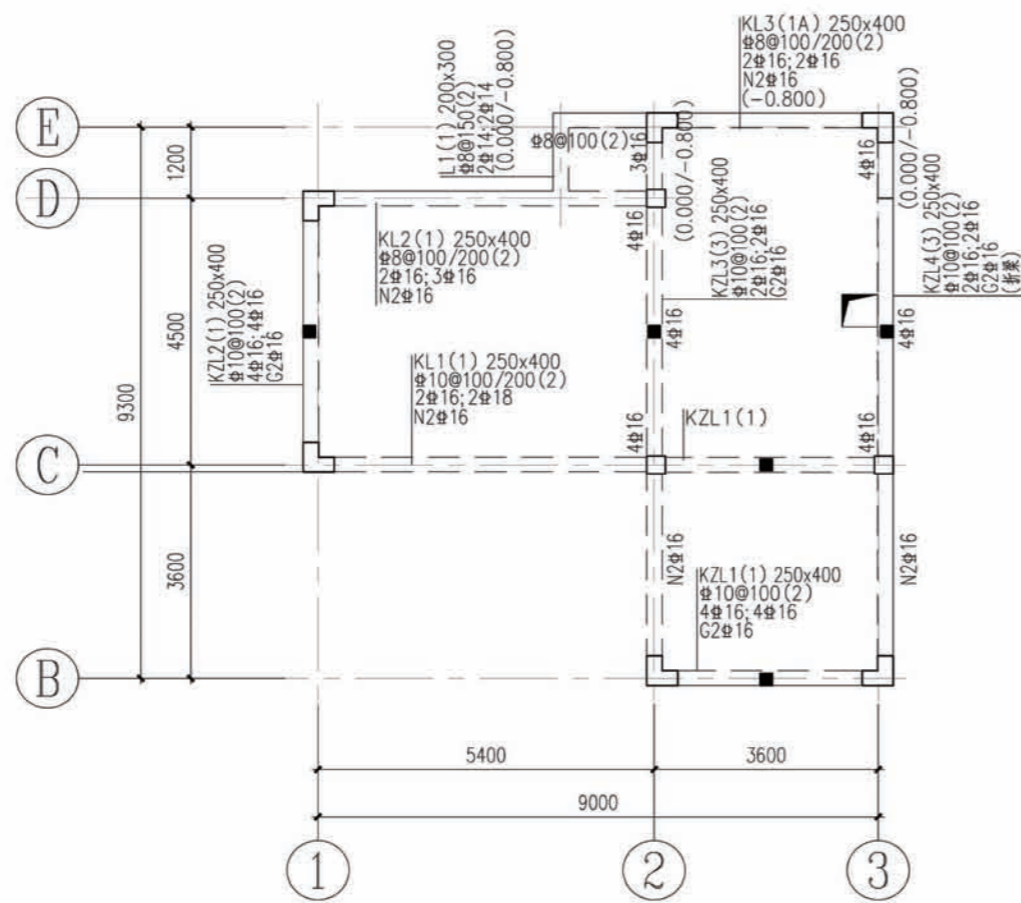 KL3(1A) 250x400
Φ8@100/200(2)
2Φ16;2Φ16
N2Φ16
(-0.800)
L1(1) 200x300
Φ8@150(2)
2Φ14;2Φ14
(0.000/-0.800)
Φ8@100(2)
3Φ16
(0.000/-0.800)
4Φ16
(0.000/-0.800)
E
D
C
B
1200
4500
3600
9300
KZL2(1) 250x400
Φ10@100(2)
4Φ16;4Φ16
G2Φ16
KL2(1) 250x400
Φ8@100/200(2)
2Φ16;3Φ16
N2Φ16
4Φ16
KZL3(3) 250x400
Φ10@100(2)
2Φ16;2Φ16
G2Φ16
KZL4(3) 250x400
Φ10@100(2)
2Φ16;2Φ16
G2Φ16
(折梁)
4Φ16
4Φ16
KL1(1) 250x400
Φ10@100/200(2)
2Φ16;2Φ18
N2Φ16
4Φ16
KZL1(1)
4Φ16
N2Φ16
KZL1(1) 250x400
Φ10@100(2)
4Φ16;4Φ16
G2Φ16
N2Φ16
5400
3600
9000
1
2
3